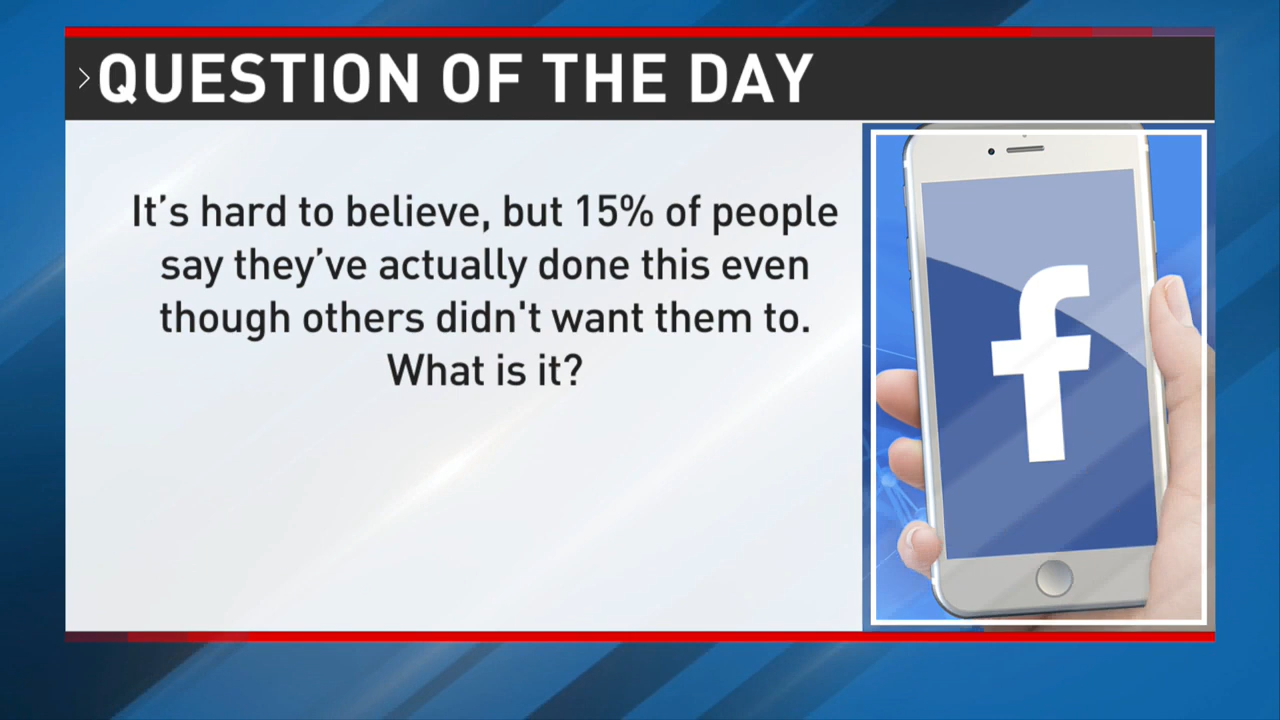 >QUESTION OF THE DAY
It’s hard to believe, but 15% of people
say they’ve actually done this even
though others didn't want them to.
What is it?
f